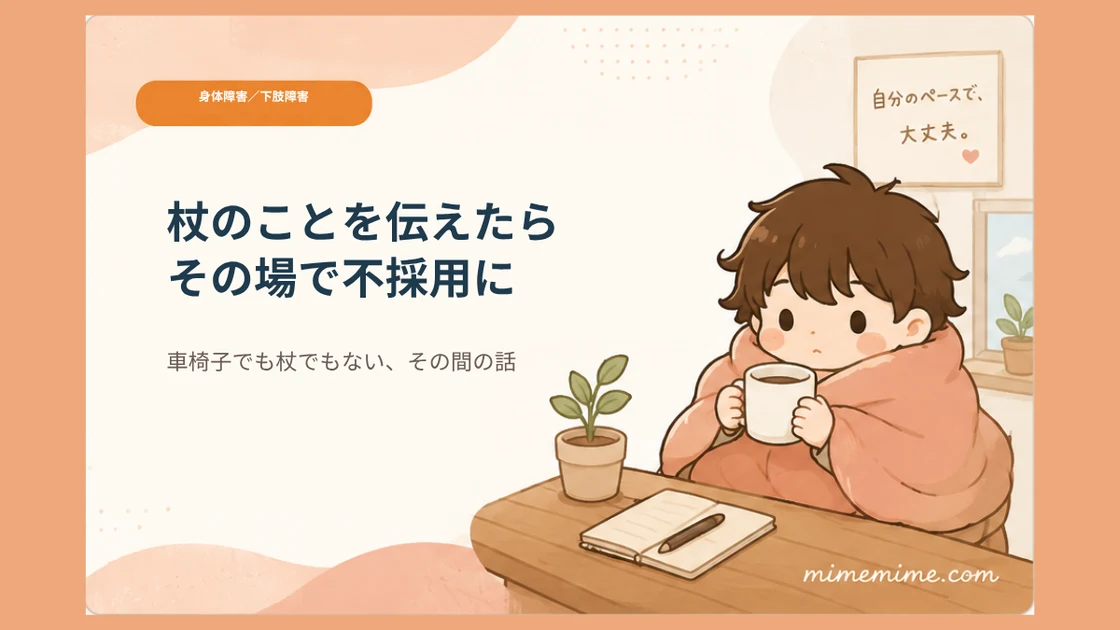 身体障害／下肢障害
杖のことを伝えたら
その場で不採用に
車椅子でも杖でもない、その間の話
自分のペースで、
大丈夫。
mimemime.com